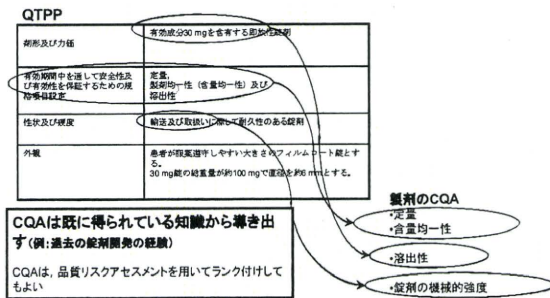 QTPP
剤形及び力価
有効成分30 mgを含有する即放性錠剤
有効期間中を通して安全性及
び有効性を保証するための規
格項目設定
定量,
製剤均一性(含量均一性)及び
溶出性
性状及び硬度
輸送及び取扱いに際して耐久性のある錠剤
外観
患者が服薬遵守しやすい大きさのフィルムコート錠とす
る。
30 mg錠の総重量が約100 mgで直径を約6 mmとする。
CQAは既に得られている知識から導き出
す(例:過去の錠剤開発の経験)
CQAは,品質リスクアセスメントを用いてランク付けして
もよい
製剤のCQA
・定量
・含量均一性
・溶出性
・錠剤の機械的強度